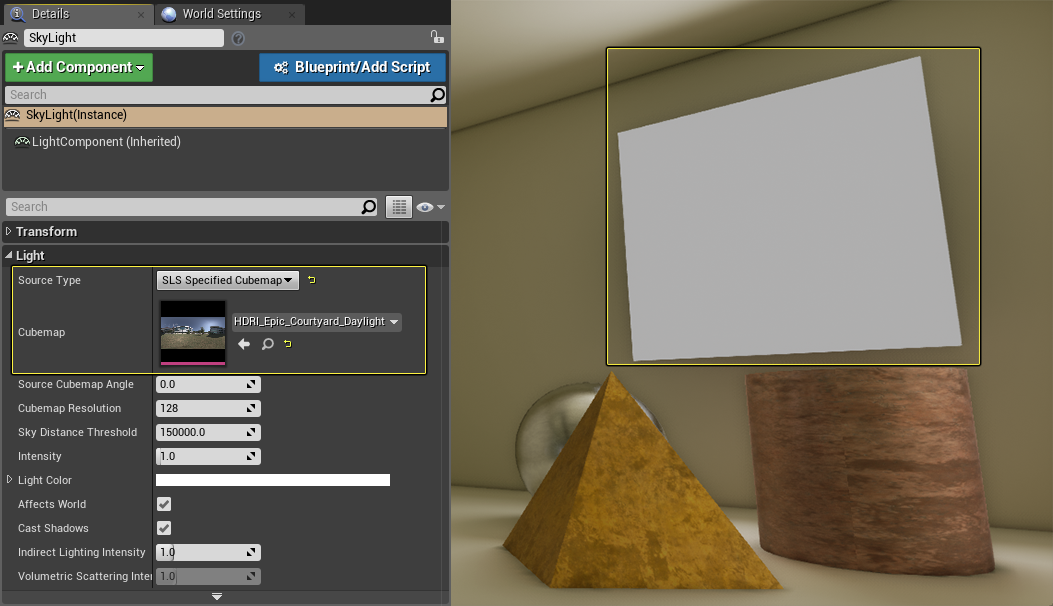 Details
World Settings
SkyLight
Add Component
Blueprint/Add Script
Search
SkyLight(Instance)
LightComponent (Inherited)
Search
Transform
Light
Source Type
SLS Specified Cubemap
Cubemap
HDRI_Epic_Courtyard_Daylight
Source Cubemap Angle
0.0
Cubemap Resolution
128
Sky Distance Threshold
150000.0
Intensity
1.0
Light Color
Affects World
Cast Shadows
Indirect Lighting Intensity
1.0
Volumetric Scattering Inte
1.0